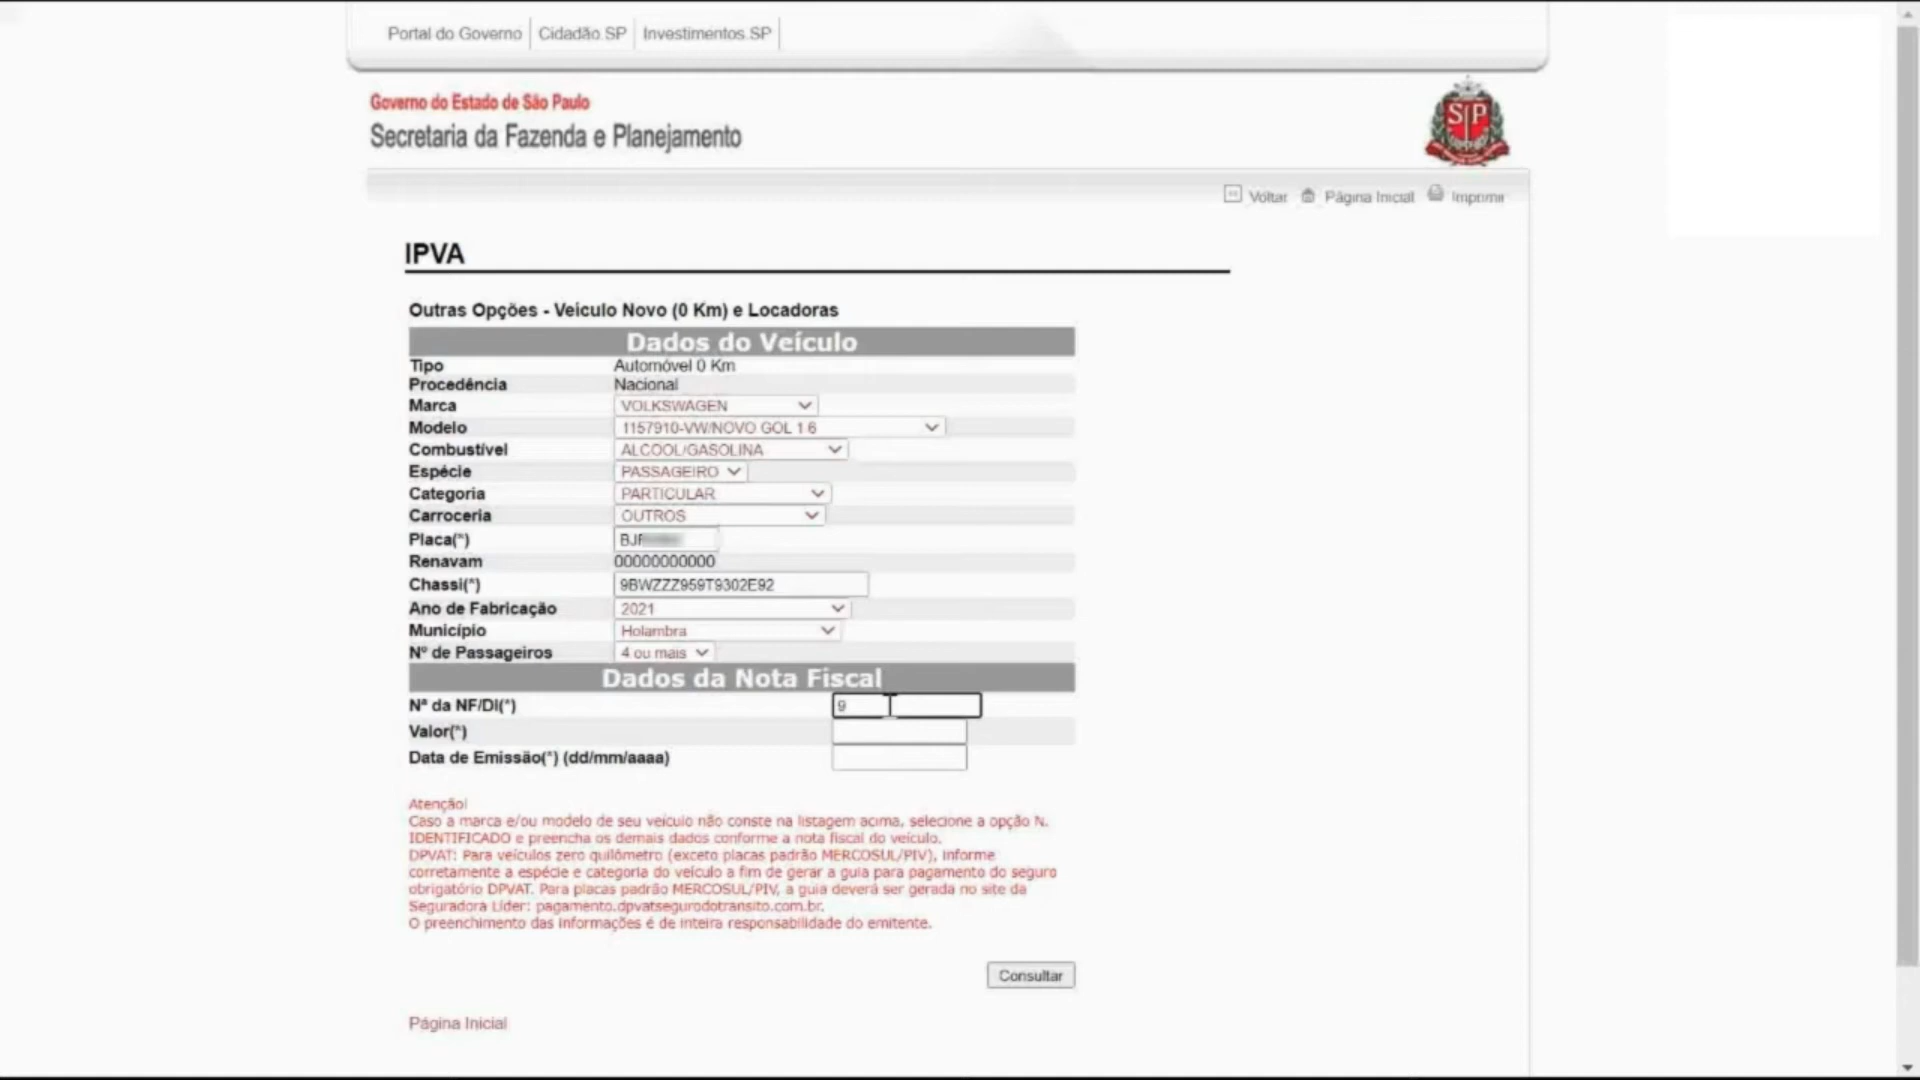 Portal do Governo Cidadão.SP Investimentos.SP
Governo do Estado de São Paulo
Secretaria da Fazenda e Planejamento
SP
Voltar Página Inicial Imprimir
IPVA
Outras Opções - Veículo Novo (0 Km) e Locadoras
Dados do Veículo
Tipo Automóvel 0 Km
Procedência Nacional
Marca VOLKSWAGEN
Modelo 1157910-VW/NOVO GOL 1 6
Combustível ALCOOL/GASOLINA
Espécie PASSAGEIRO
Categoria PARTICULAR
Carroceria OUTROS
Placa(*)
Renavam 00000000000
Chassi(*) 9BWZZZ959T9302E92
Ano de Fabricação 2021
Município Holambra
Nº de Passageiros 4 ou mais
Dados da Nota Fiscal
Nª da NF/DI(*) 9
Valor(*)
Data de Emissão(*) (dd/mm/aaaa)
Atenção!
Caso a marca e/ou modelo de seu veículo não conste na listagem acima, selecione a opção N.
IDENTIFICADO e preencha os demais dados conforme a nota fiscal do veículo.
DPVAT: Para veículos zero quilômetro (exceto placas padrão MERCOSUL/PIV), informe
corretamente a espécie e categoria do veículo a fim de gerar a guia para pagamento do seguro
obrigatório DPVAT. Para placas padrão MERCOSUL/PIV, a guia deverá ser gerada no site da
Seguradora Líder: pagamento.dpvatsegurodotransito.com.br.
O preenchimento das informações é de inteira responsabilidade do emitente.
Consultar
Página Inicial